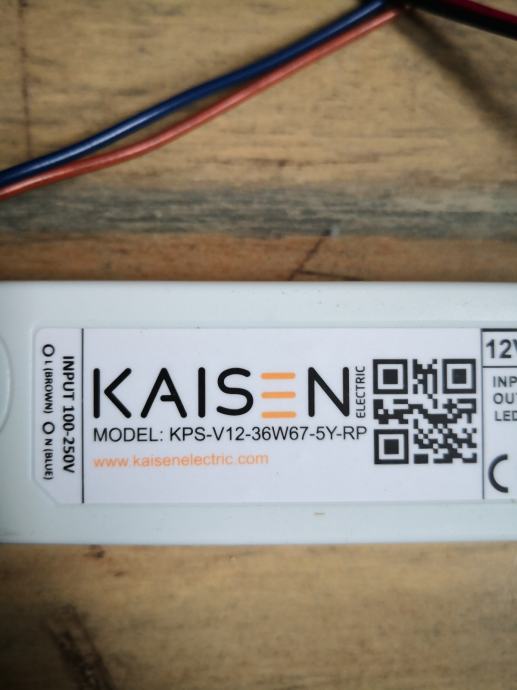 INPUT 100-250V
L (BROWN) N (BLUE)
KAISEN
ELECTRIC
MODEL: KPS-V12-36W67-5Y-RP
www.kaisenelectric.com
12V
INP
OUT
LED